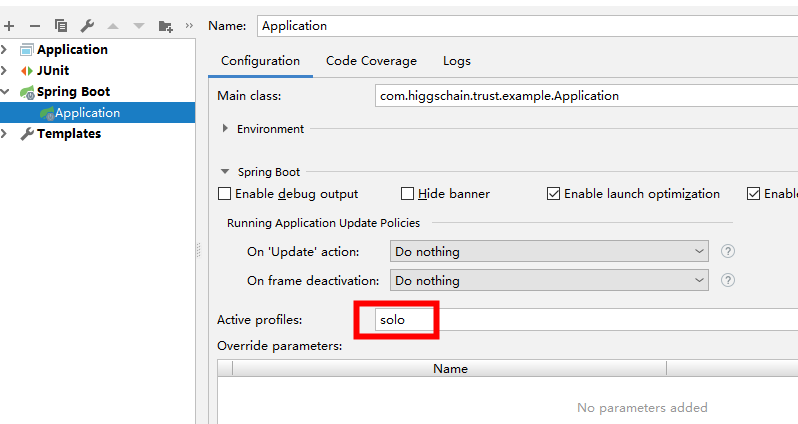 Name: Application
Application
JUnit
Spring Boot
Application
Templates
Configuration Code Coverage Logs
Main class: com.higgschain.trust.example.Application
Environment
Spring Boot
Enable debug output Hide banner Enable launch optimization Enabl
Running Application Update Policies
On 'Update' action: Do nothing ?
On frame deactivation: Do nothing ?
Active profiles: solo
Override parameters:
Name
No parameters added